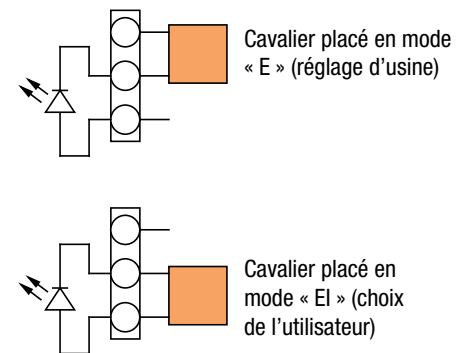 Cavalier placé en mode
« E » (réglage d'usine)
Cavalier placé en
mode « EI » (choix
de l'utilisateur)